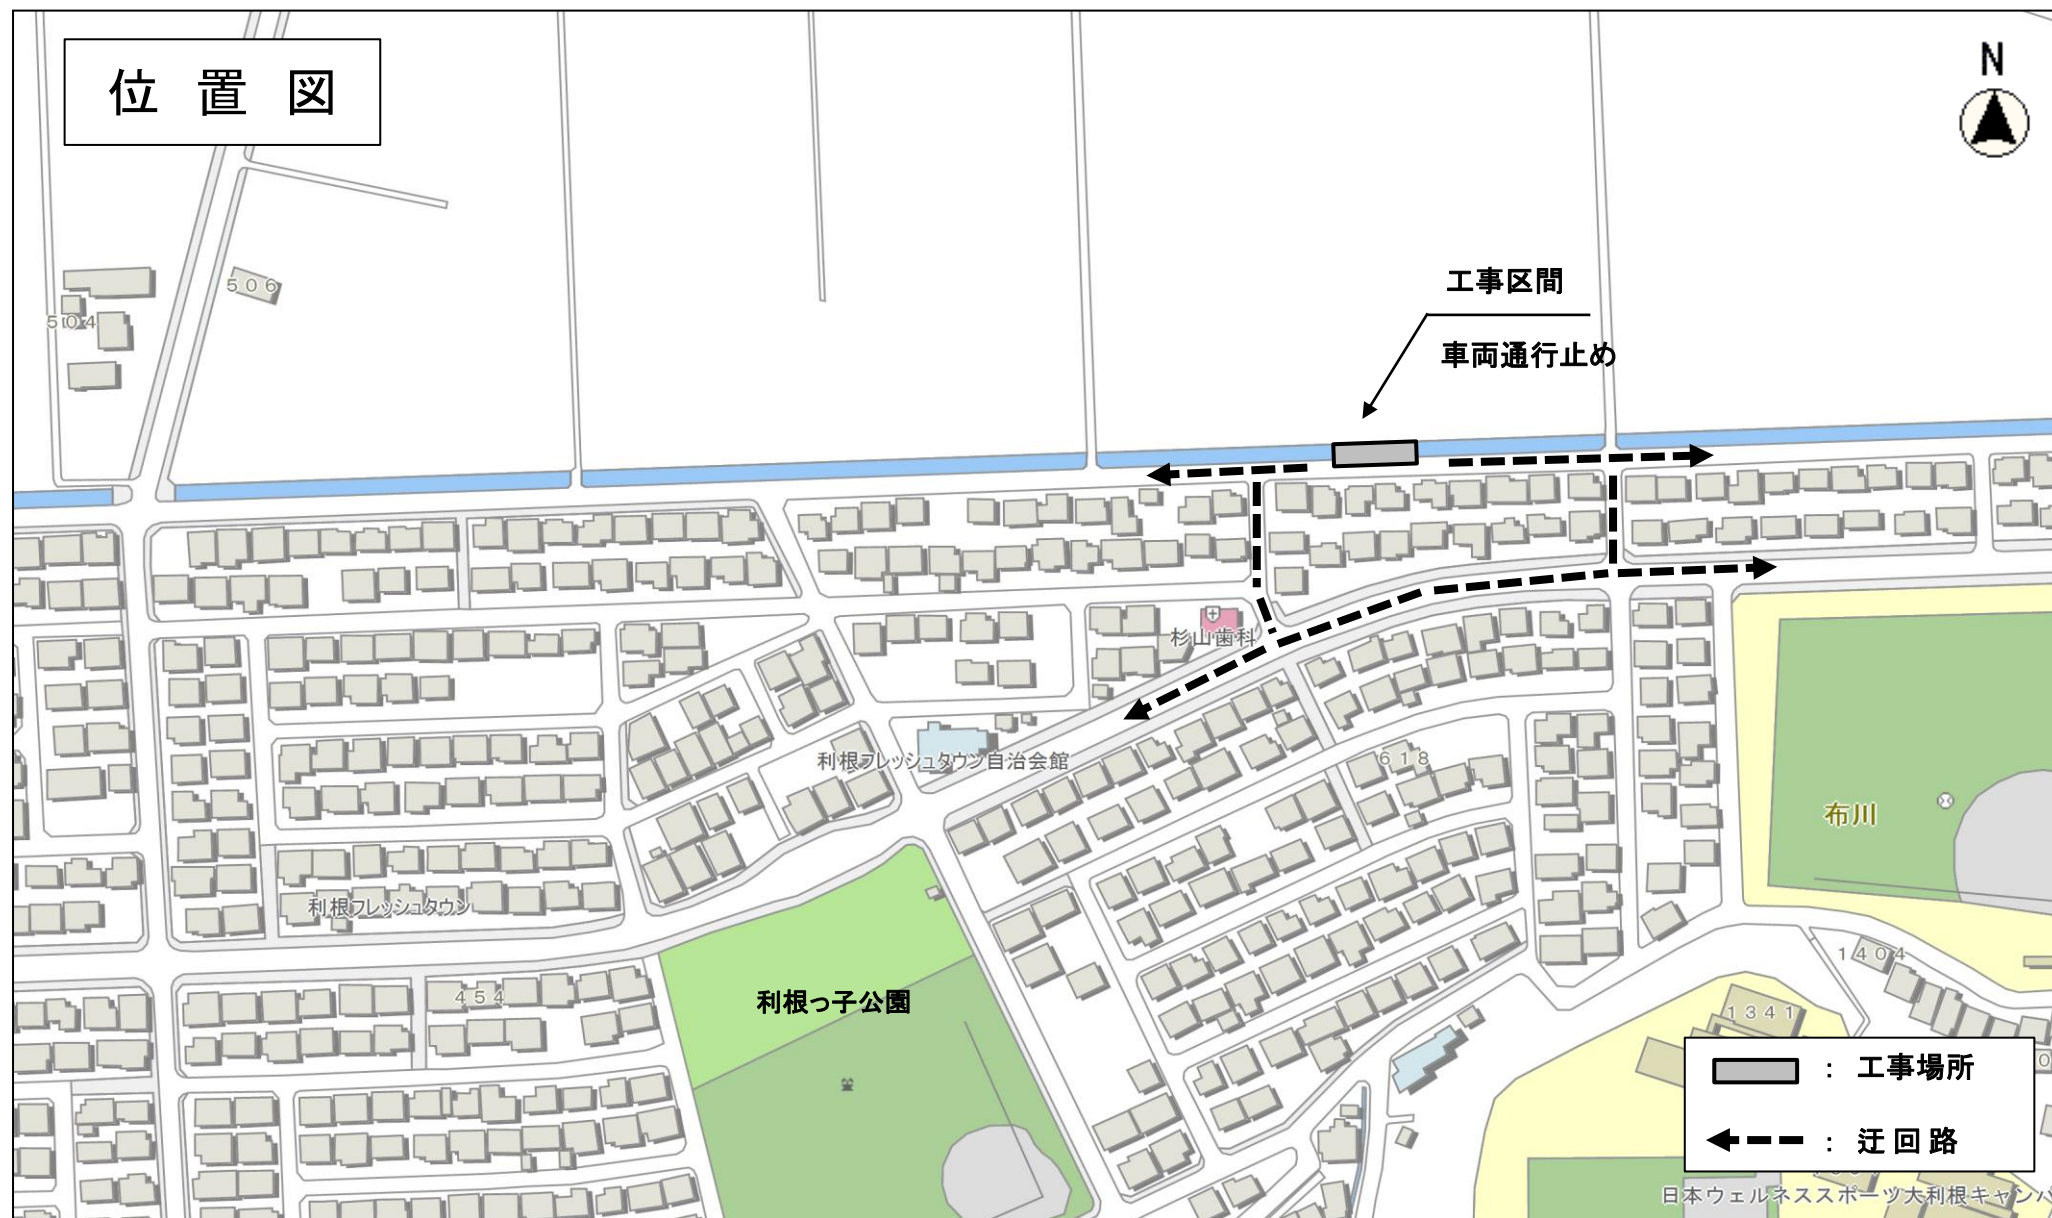 位置図
N
506
504
工事区間
車両通行止め
杉山歯科
利根フレッシュタウン自治会館
618
布川
利根フレッシュタウン
1404
454
利根っ子公園
1341
：工事場所
：迂回路
日本ウェルネススポーツ大利根キャンパ